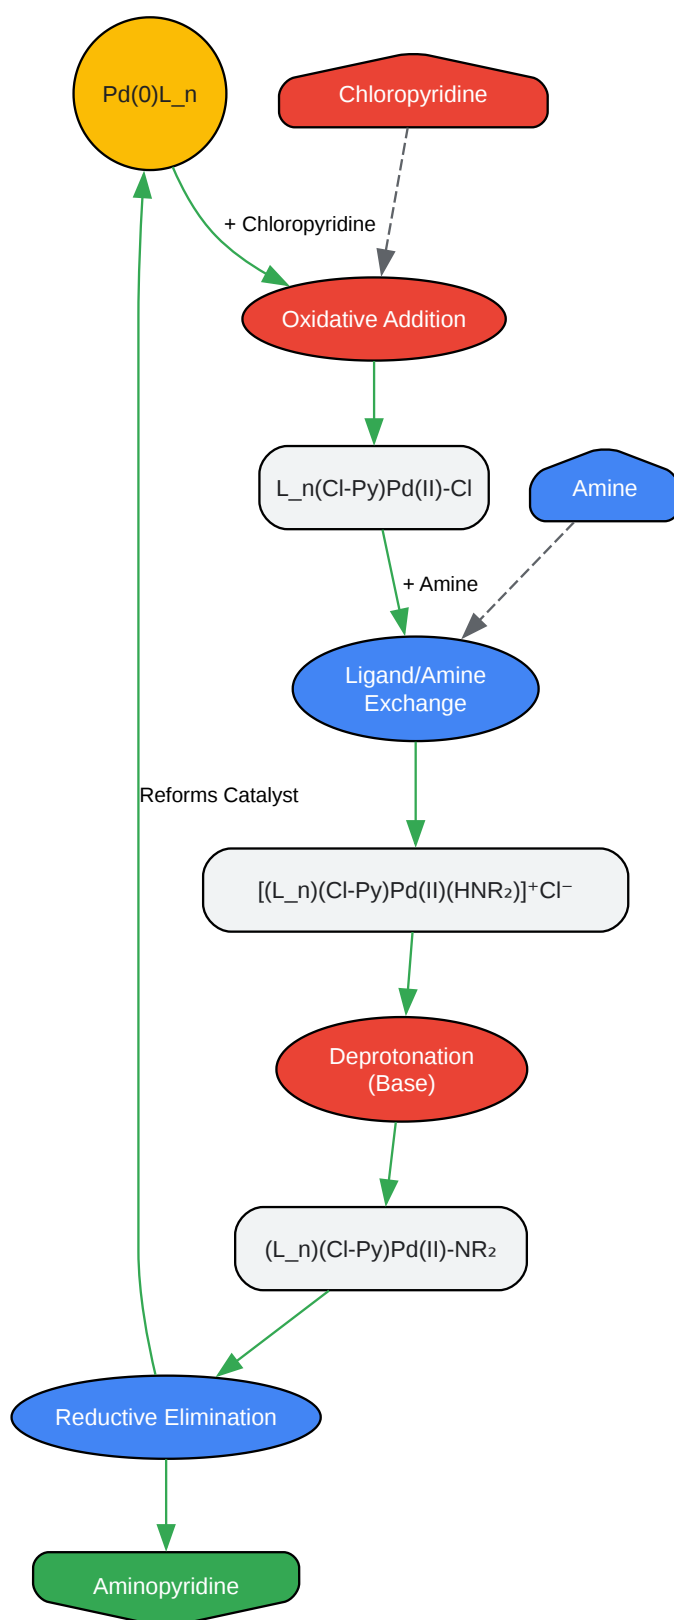 Pd(0)L_n
Chloropyridine
+ Chloropyridine
Oxidative Addition
L_n(Cl-Py)Pd(II)-Cl
Amine
+ Amine
Ligand/Amine
Exchange
Reforms Catalyst
[(L_n)(Cl-Py)Pd(II)(HNR₂)]⁺Cl⁻
Deprotonation
(Base)
(L_n)(Cl-Py)Pd(II)-NR₂
Reductive Elimination
Aminopyridine